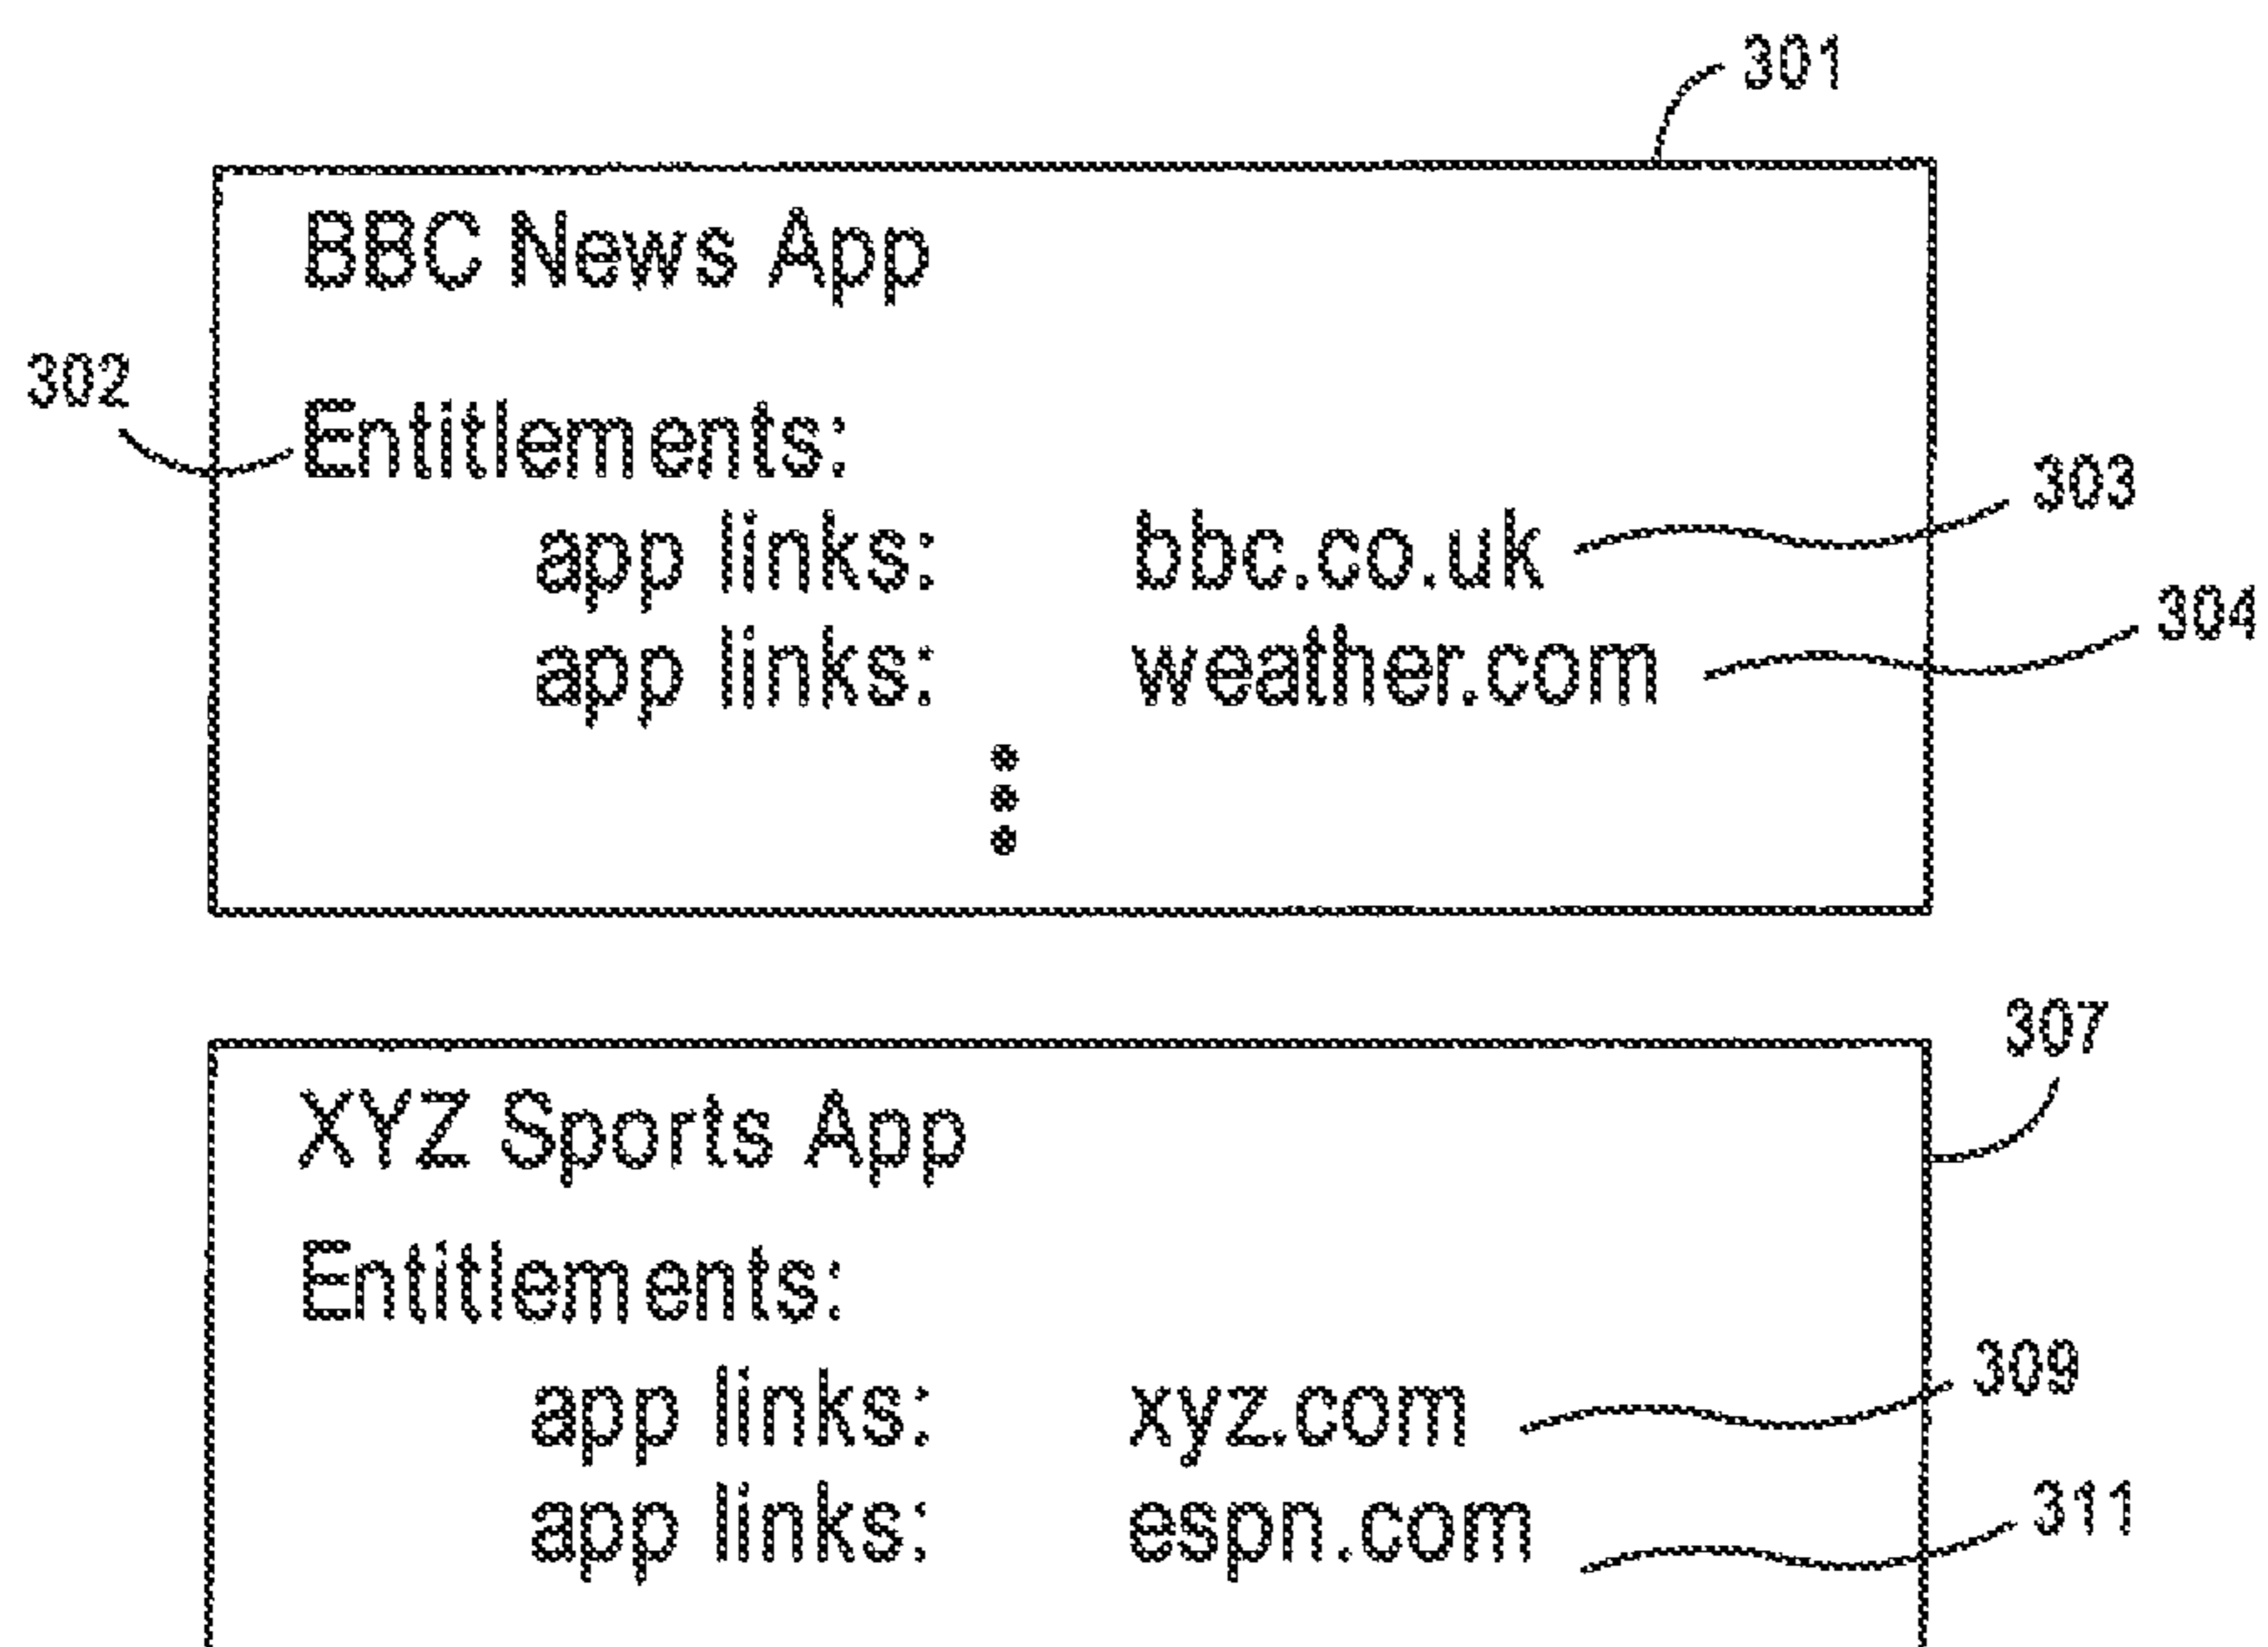 301
BBC News App
302
Entitlements:
303
app links: bbc.co.uk
304
app links: weather.com
307
XYZ Sports App
Entitlements:
309
app links: xyz.com
311
app links: espn.com